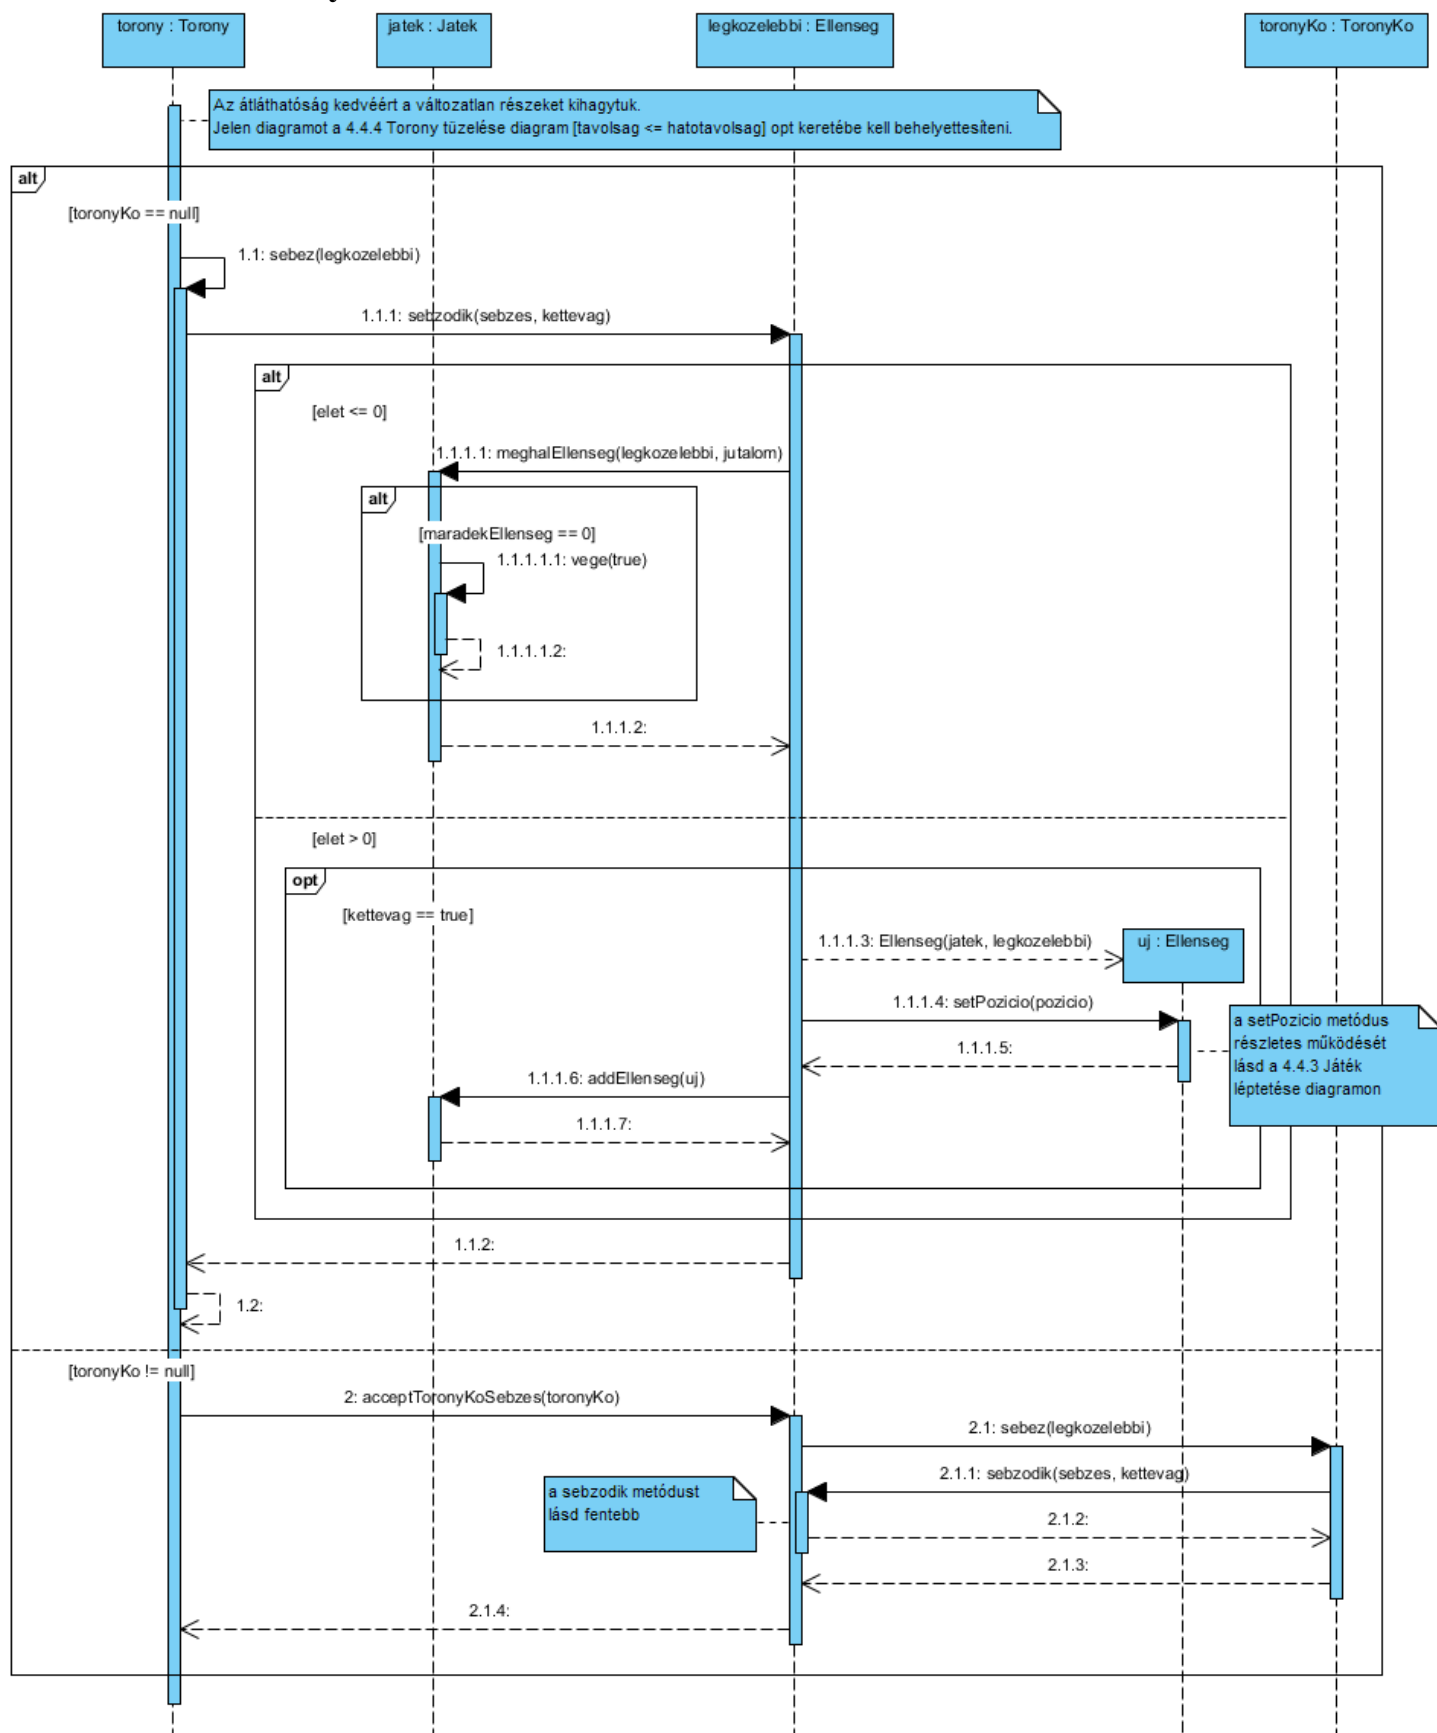 torony : Torony
jatek : Jatek
legkozelebbi : Ellenseg
toronyKo : ToronyKo
Az átláthatóság kedvéért a változatlan részeket kihagytuk.
Jelen diagramot a 4.4.4 Torony tüzelése diagram [tavolsag <= hatotavolsag] opt keretébe kell behelyettesíteni.
alt
[toronyKo == null]
1.1: sebez(legkozelebbi)
1.1.1: sebzodik(sebzes, kettevag)
alt
[elet <= 0]
1.1.1.1: meghalEllenseg(legkozelebbi, jutalom)
alt
[maradekEllenseg == 0]
1.1.1.1.1: vege(true)
1.1.1.1.2:
1.1.1.2:
[elet > 0]
opt
[kettevag == true]
1.1.1.3: Ellenseg(jatek, legkozelebbi)
uj : Ellenseg
1.1.1.4: setPozicio(pozicio)
a setPozicio metódus
részletes működését
lásd a 4.4.3 Játék
léptetése diagramon
1.1.1.5:
1.1.1.6: addEllenseg(uj)
1.1.1.7:
1.1.2:
1.2:
[toronyKo != null]
2: acceptToronyKoSebzes(toronyKo)
2.1: sebez(legkozelebbi)
2.1.1: sebzodik(sebzes, kettevag)
a sebzodik metódust
lásd fentebb
2.1.2:
2.1.3:
2.1.4: